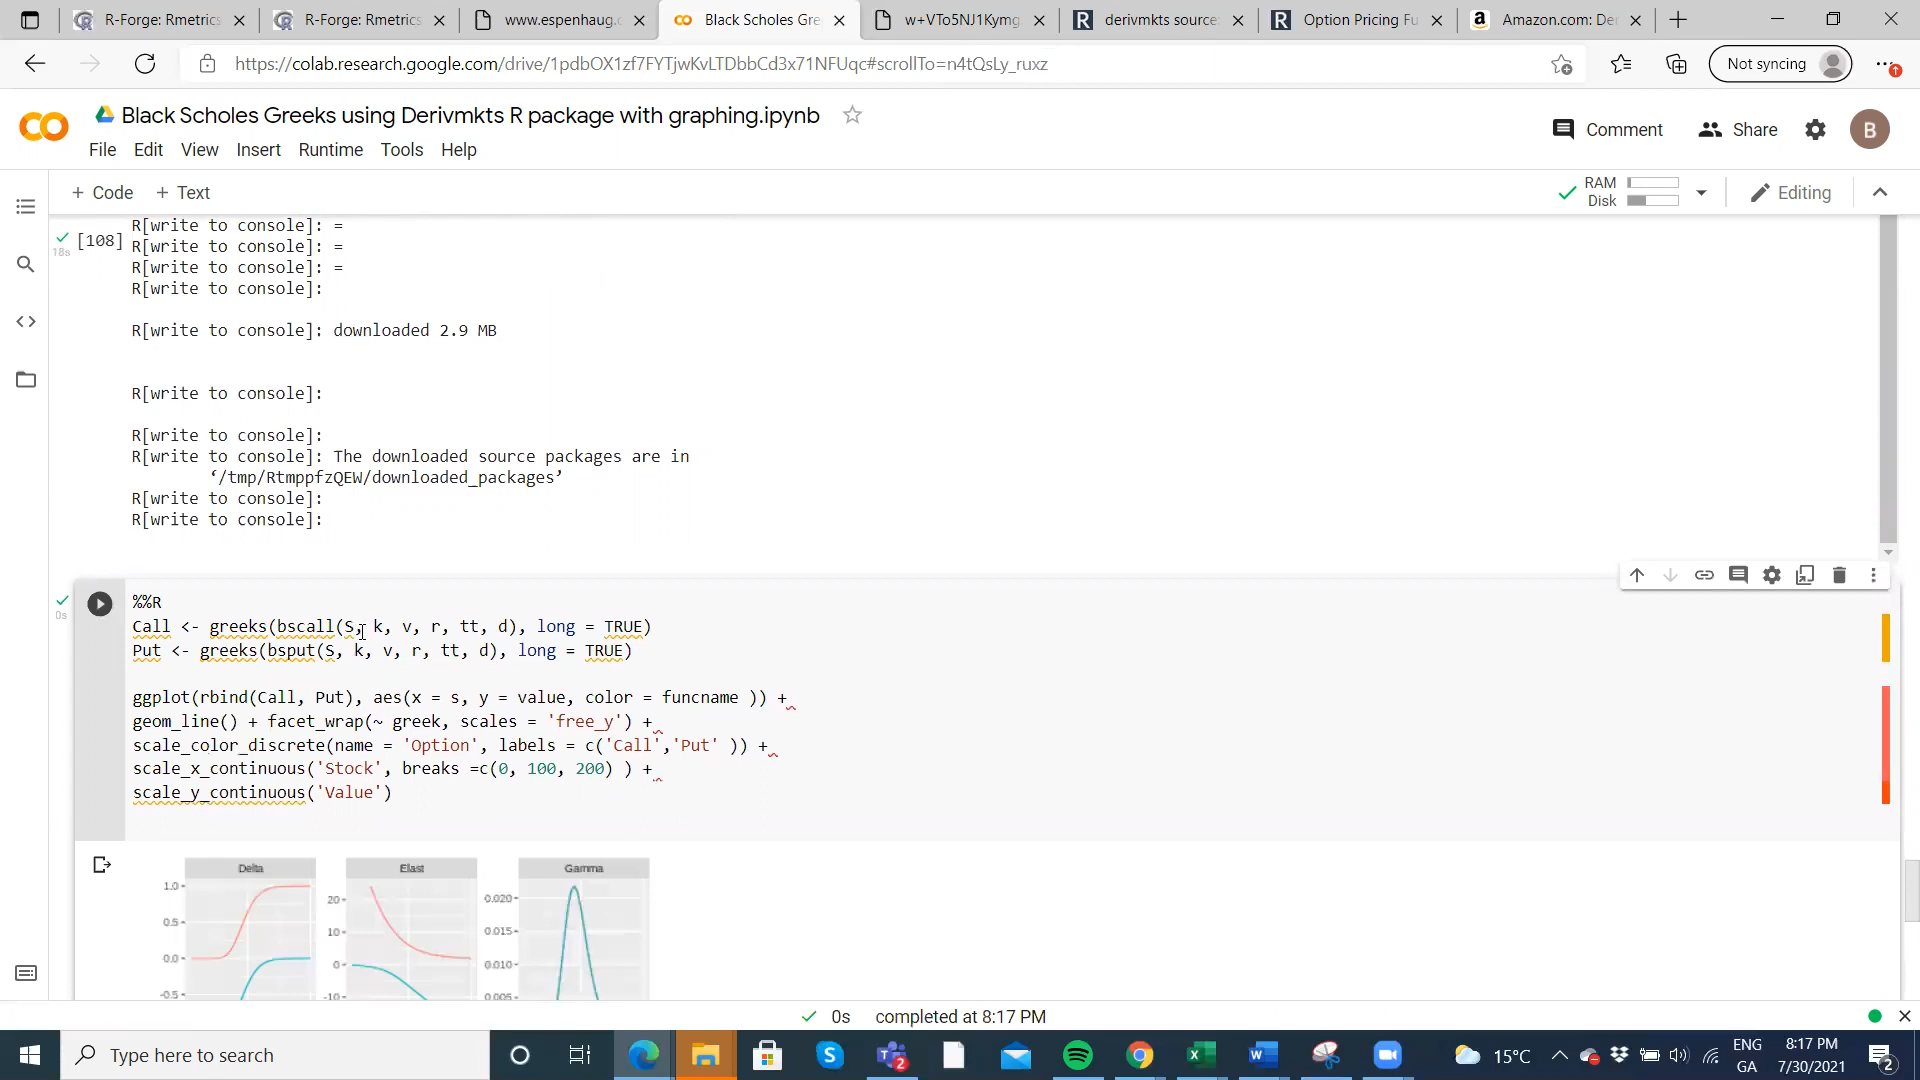 R-Forge: Rmetrics
R-Forge: Rmetrics
www.espenhaug.c
Black Scholes Gre
w+VTo5NJ1Kymg
derivmkts source:
Option Pricing Fu
Amazon.com: De
https://colab.research.google.com/drive/1pdbOX1zf7FYTjwKvLTDbbCd3x71NFUqc#scrollTo=n4tQsLy_ruxz
Not syncing
CO
Black Scholes Greeks using Derivmkts R package with graphing.ipynb
Comment
Share
B
File Edit View Insert Runtime Tools Help
+ Code + Text
RAM
Disk
Editing
[108]
18s
R[write to console]: =
R[write to console]: =
R[write to console]: =
R[write to console]:
R[write to console]: downloaded 2.9 MB
R[write to console]:
R[write to console]:
R[write to console]: The downloaded source packages are in
‘/tmp/RtmppfzQEW/downloaded_packages’
R[write to console]:
R[write to console]:
0s
%%R
Call <- greeks(bscall(S, k, v, r, tt, d), long = TRUE)
Put <- greeks(bsput(S, k, v, r, tt, d), long = TRUE)
ggplot(rbind(Call, Put), aes(x = s, y = value, color = funcname )) +
geom_line() + facet_wrap(~ greek, scales = 'free_y') +
scale_color_discrete(name = 'Option', labels = c('Call','Put' )) +
scale_x_continuous('Stock', breaks =c(0, 100, 200) ) +
scale_y_continuous('Value')
Delta Elast Gamma
1.0
0.5
0.0
-0.5
20
10
0
-10
0.020
0.015
0.010
0.005
0s completed at 8:17 PM
Type here to search
2
15°C
ENG
GA
8:17 PM
7/30/2021
2